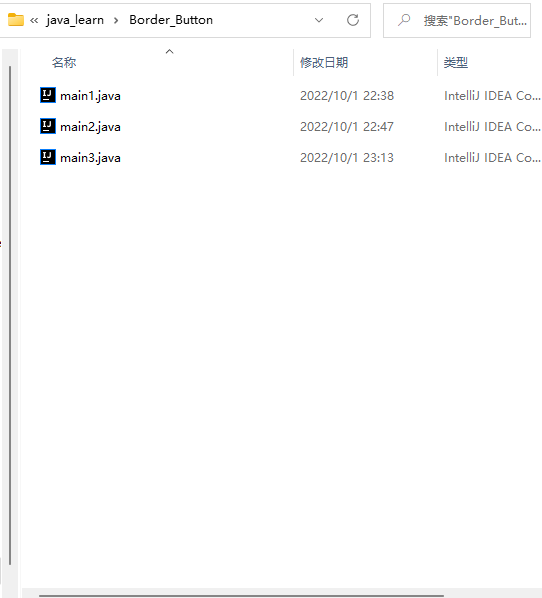 java_learn Border_Button 搜索"Border_But...
名称 修改日期 类型
main1.java 2022/10/1 22:38 IntelliJ IDEA Co...
main2.java 2022/10/1 22:47 IntelliJ IDEA Co...
main3.java 2022/10/1 23:13 IntelliJ IDEA Co...